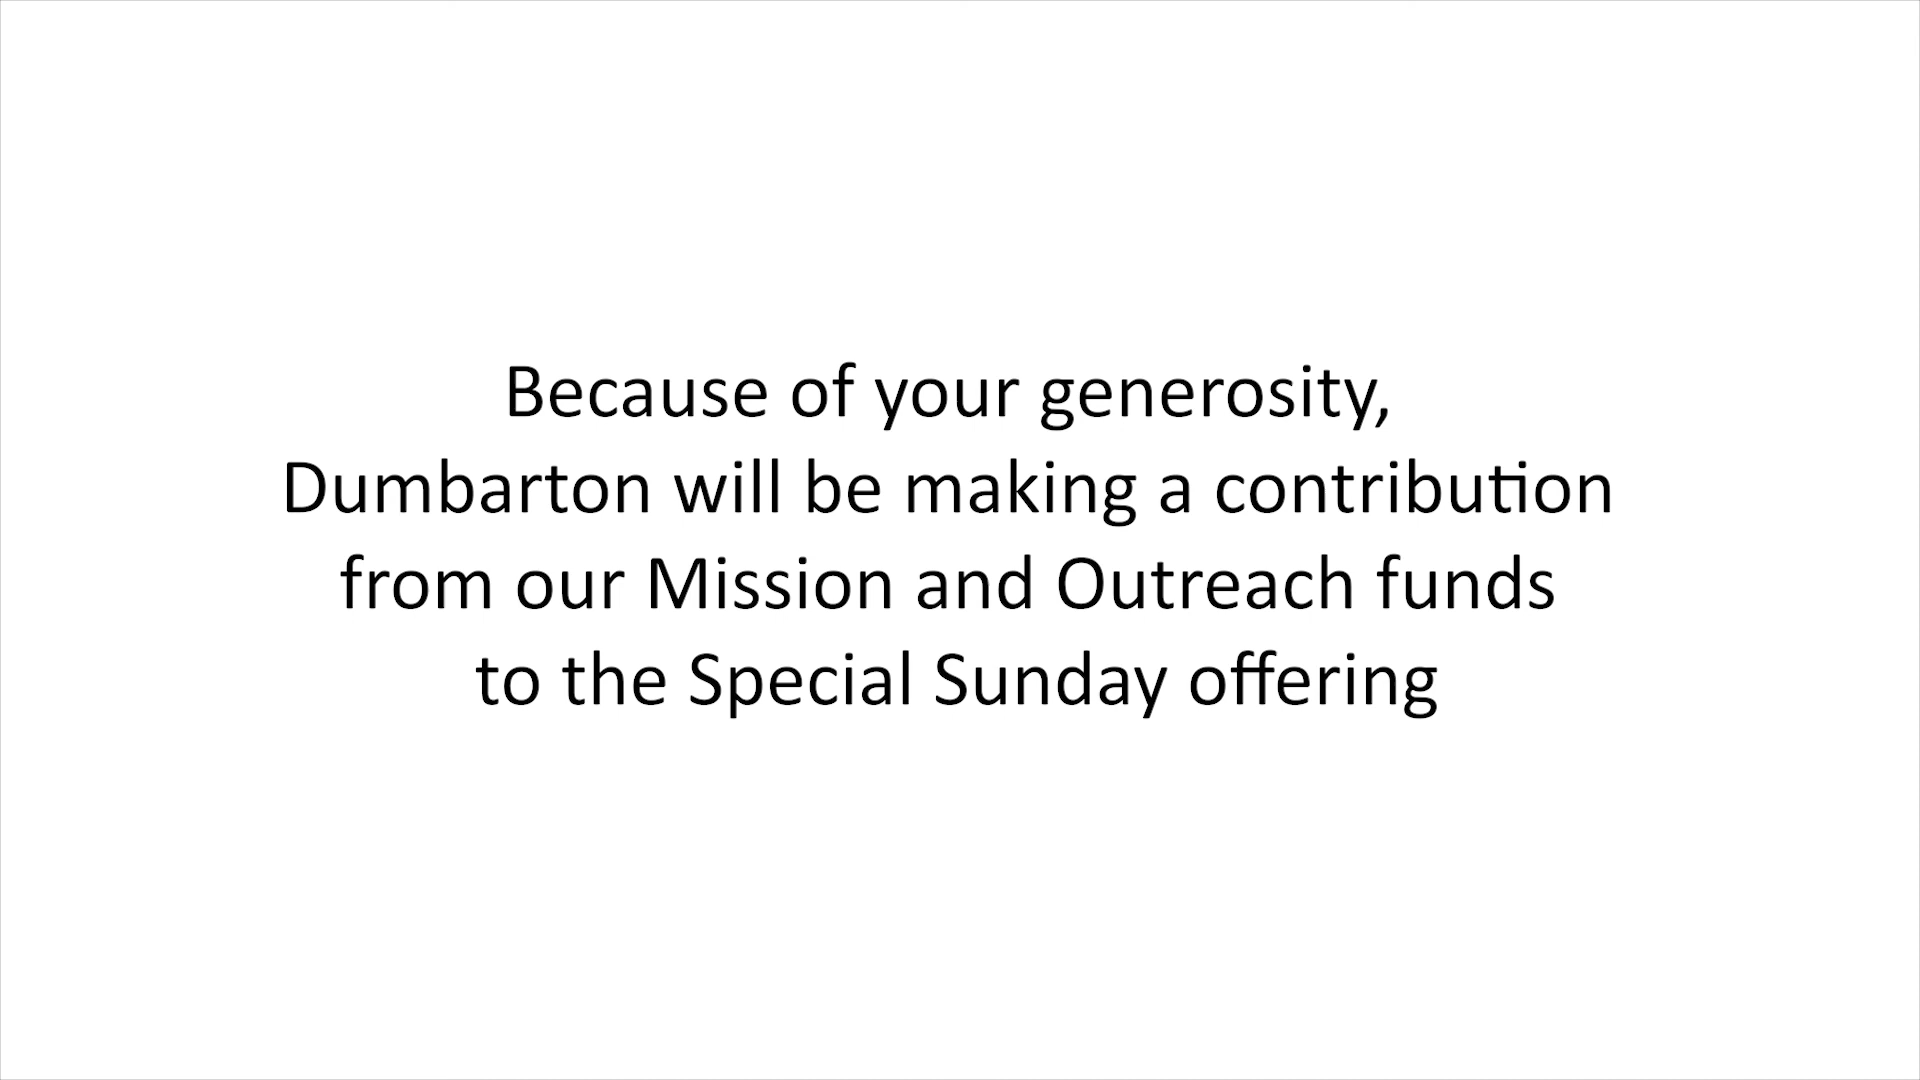 Because of your generosity,
Dumbarton will be making a contribution
from our Mission and Outreach funds
to the Special Sunday offering